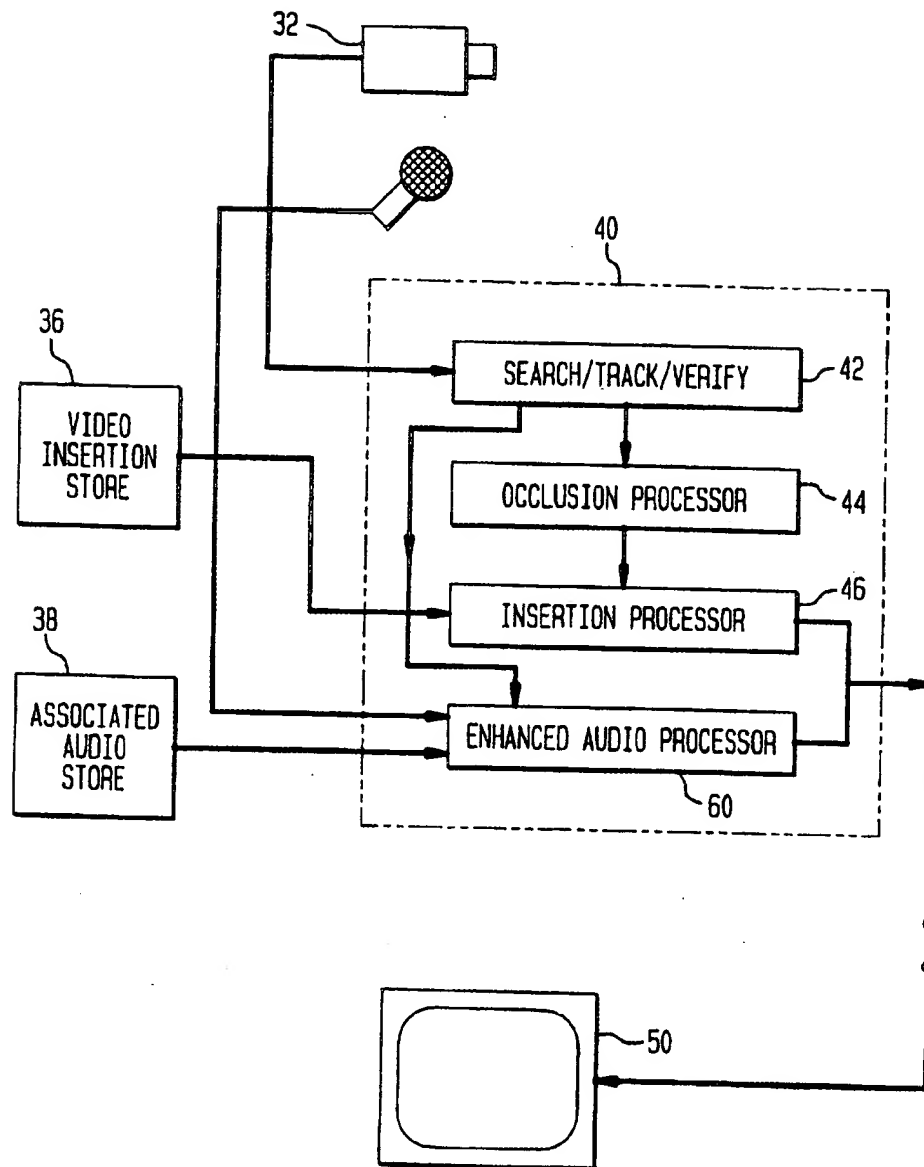 32
40
36
VIDEO
INSERTION
STORE
SEARCH/TRACK/VERIFY
42
OCCLUSION PROCESSOR
44
INSERTION PROCESSOR
46
38
ASSOCIATED
AUDIO
STORE
ENHANCED AUDIO PROCESSOR
60
50